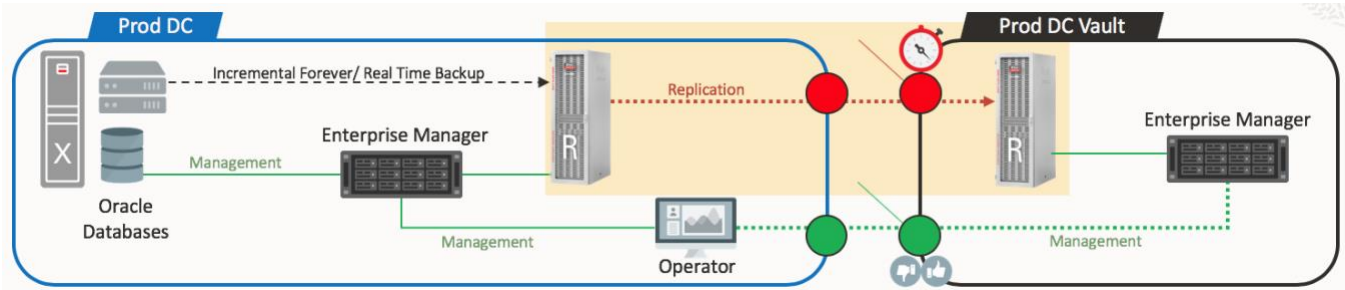 Prod DC
Prod DC Vault
Incremental Forever/ Real Time Backup
Replication
Enterprise Manager
Enterprise Manager
X
R
R
Management
Oracle
Databases
Management
Operator
Management